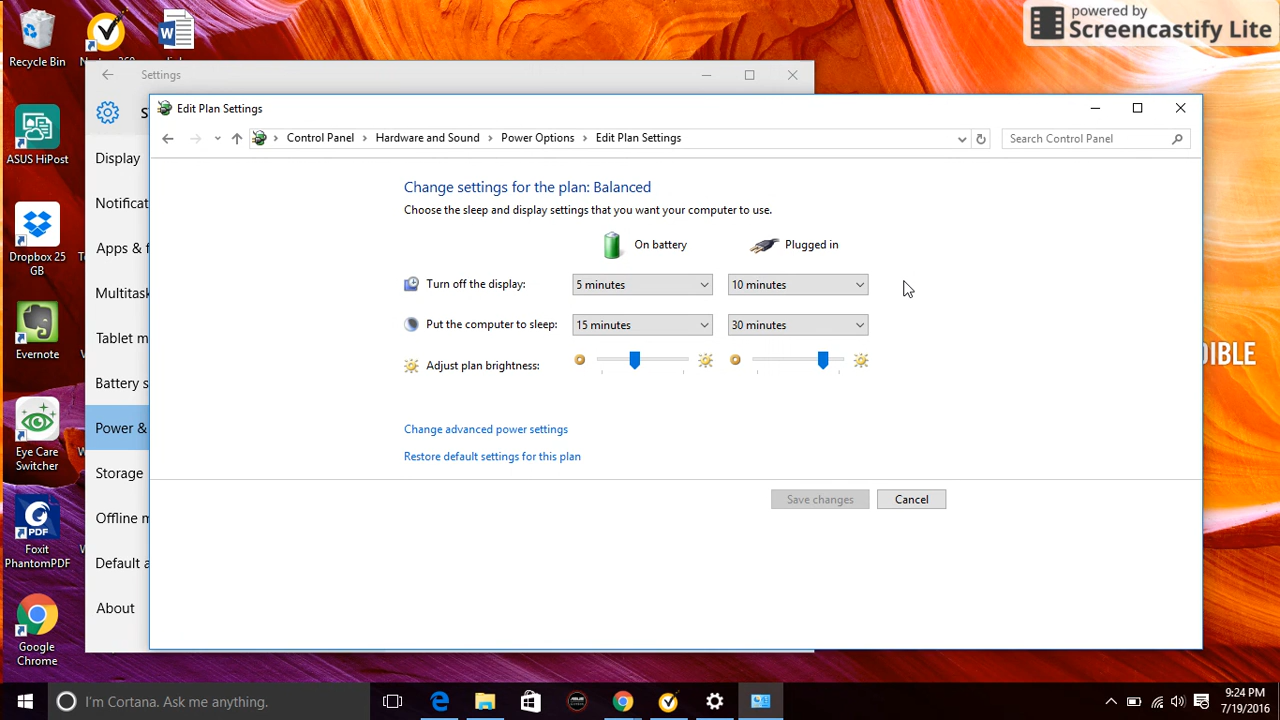 powered by
Screencastify Lite
Recycle Bin
Settings
Edit Plan Settings
Control Panel
Hardware and Sound
Power Options
Edit Plan Settings
Search Control Panel
ASUS HiPost
Display
Notificat
Dropbox 25
GB
Apps & f
Multitask
Evernote
Tablet m
Battery s
Eye Care
Switcher
Power &
Storage
Foxit
PhantomPDF
PDF
Offline m
Default a
About
Google
Chrome
Change settings for the plan: Balanced
Choose the sleep and display settings that you want your computer to use.
On battery
Plugged in
Turn off the display:
5 minutes
10 minutes
Put the computer to sleep:
15 minutes
30 minutes
Adjust plan brightness:
Change advanced power settings
Restore default settings for this plan
Save changes
Cancel
DIBLE
I'm Cortana. Ask me anything.
9:24 PM
7/19/2016